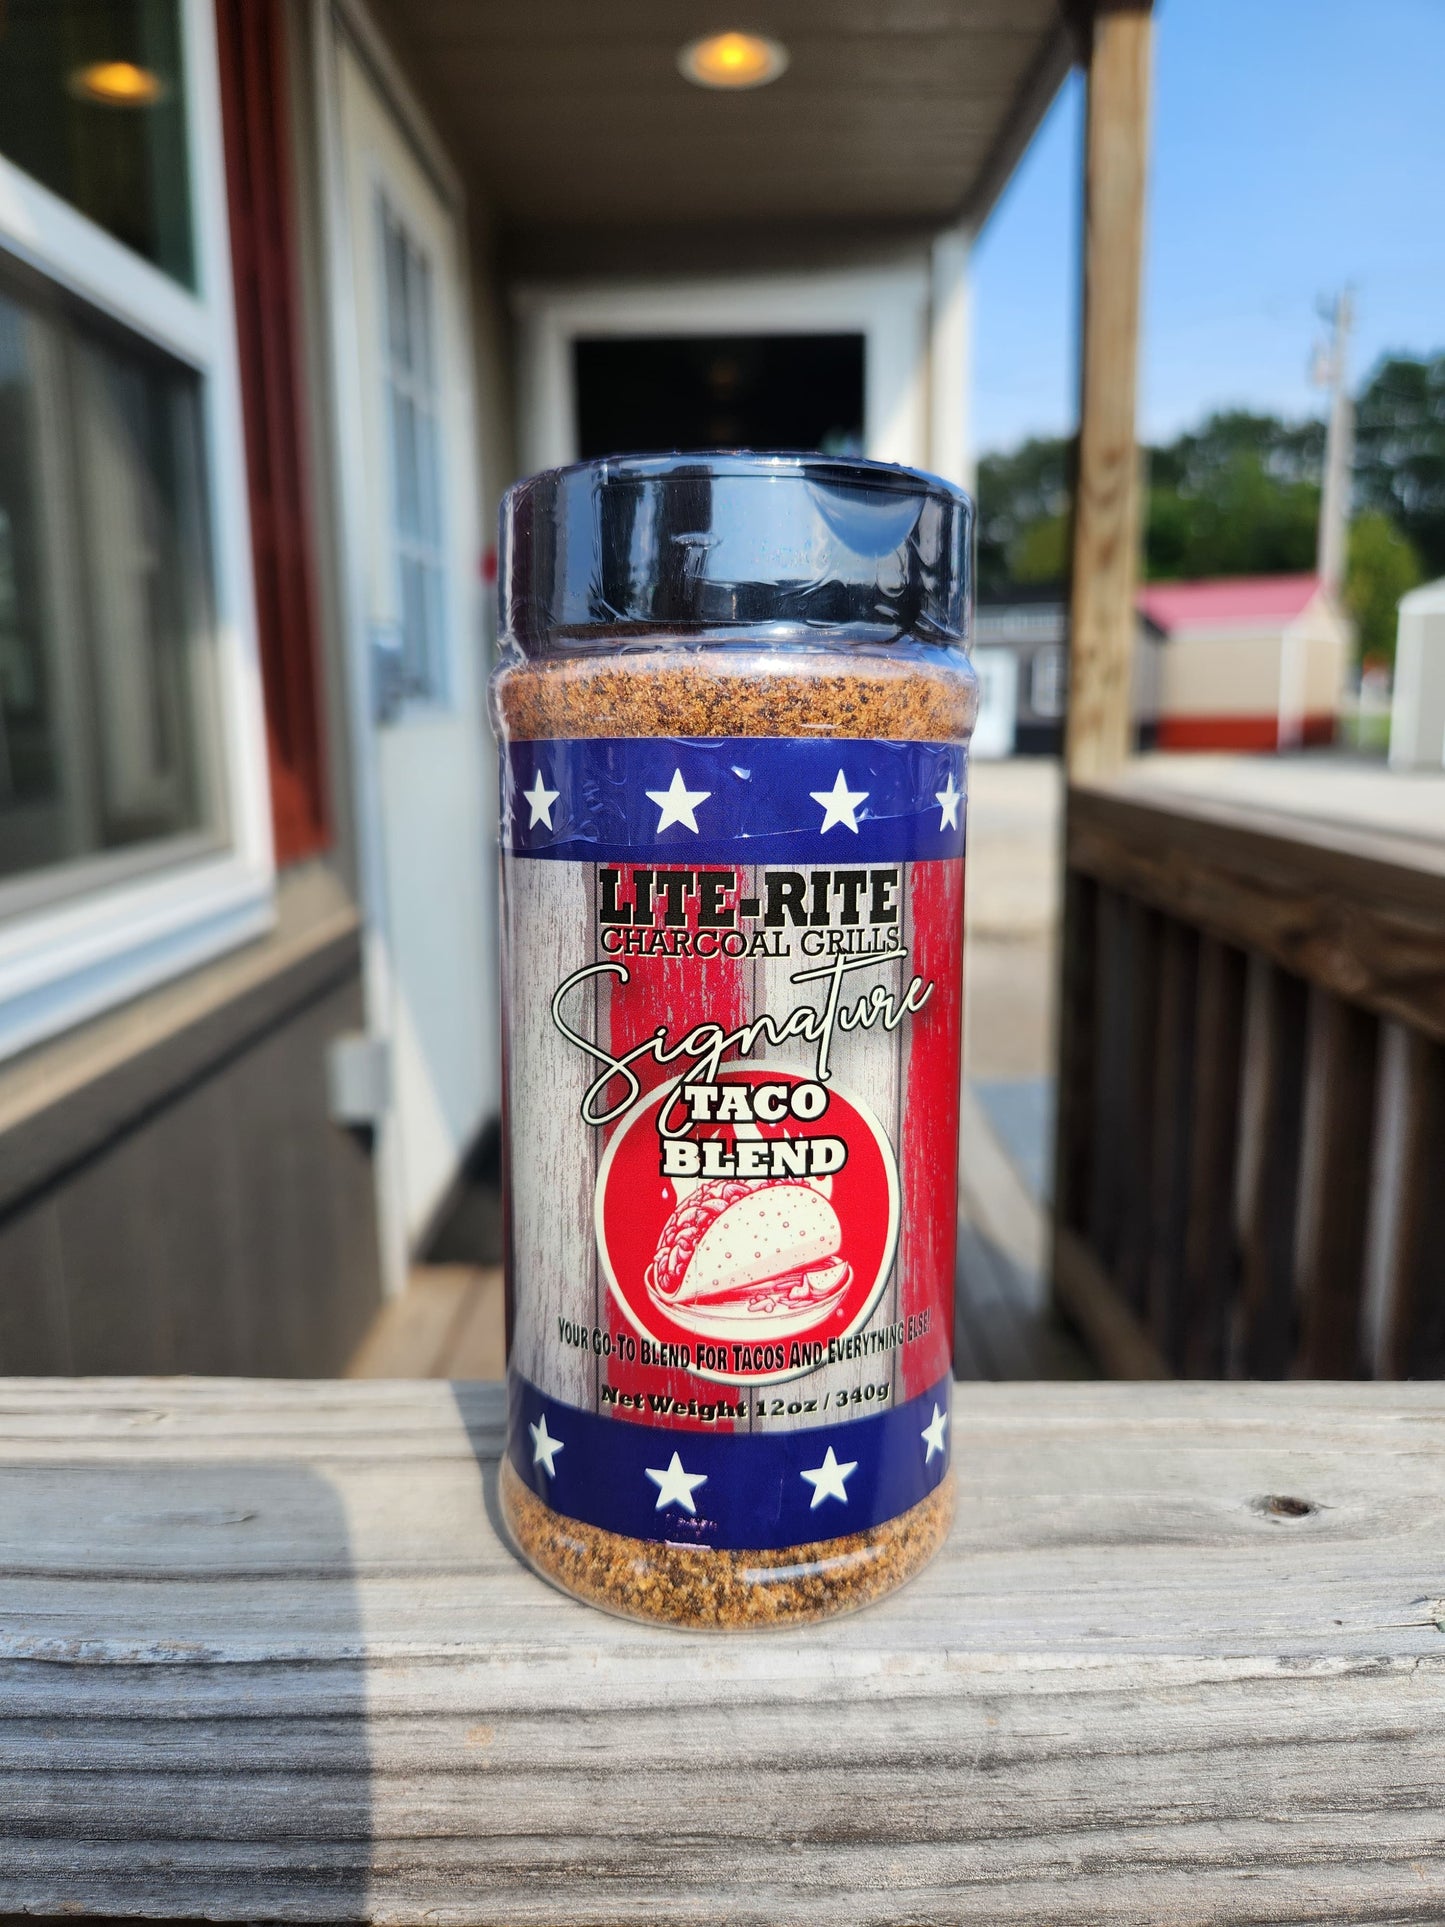 LITE-RITE
CHARCOAL GRILLS
Signature
TACO
BLEND
YOUR GO-TO BLEND FOR TACOS AND EVERYTHING ELSE!
Net Weight 12oz / 340g